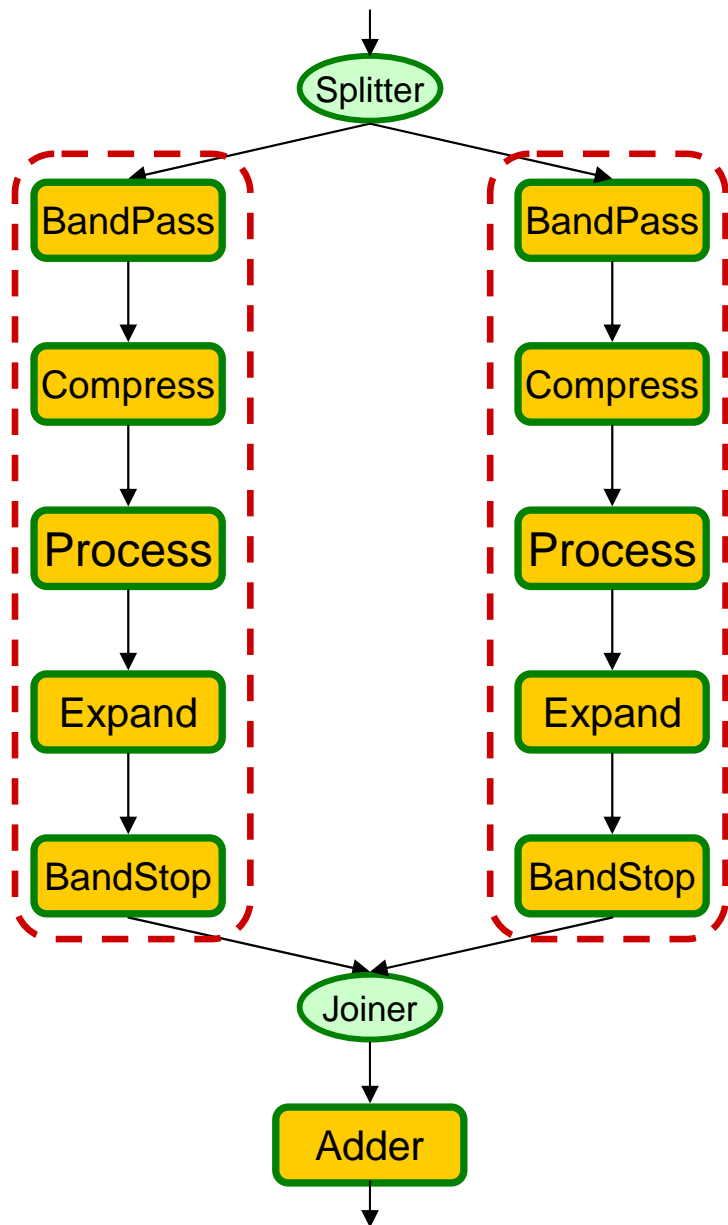 Splitter
BandPass
BandPass
Compress
Compress
Process
Process
Expand
Expand
BandStop
BandStop
Joiner
Adder